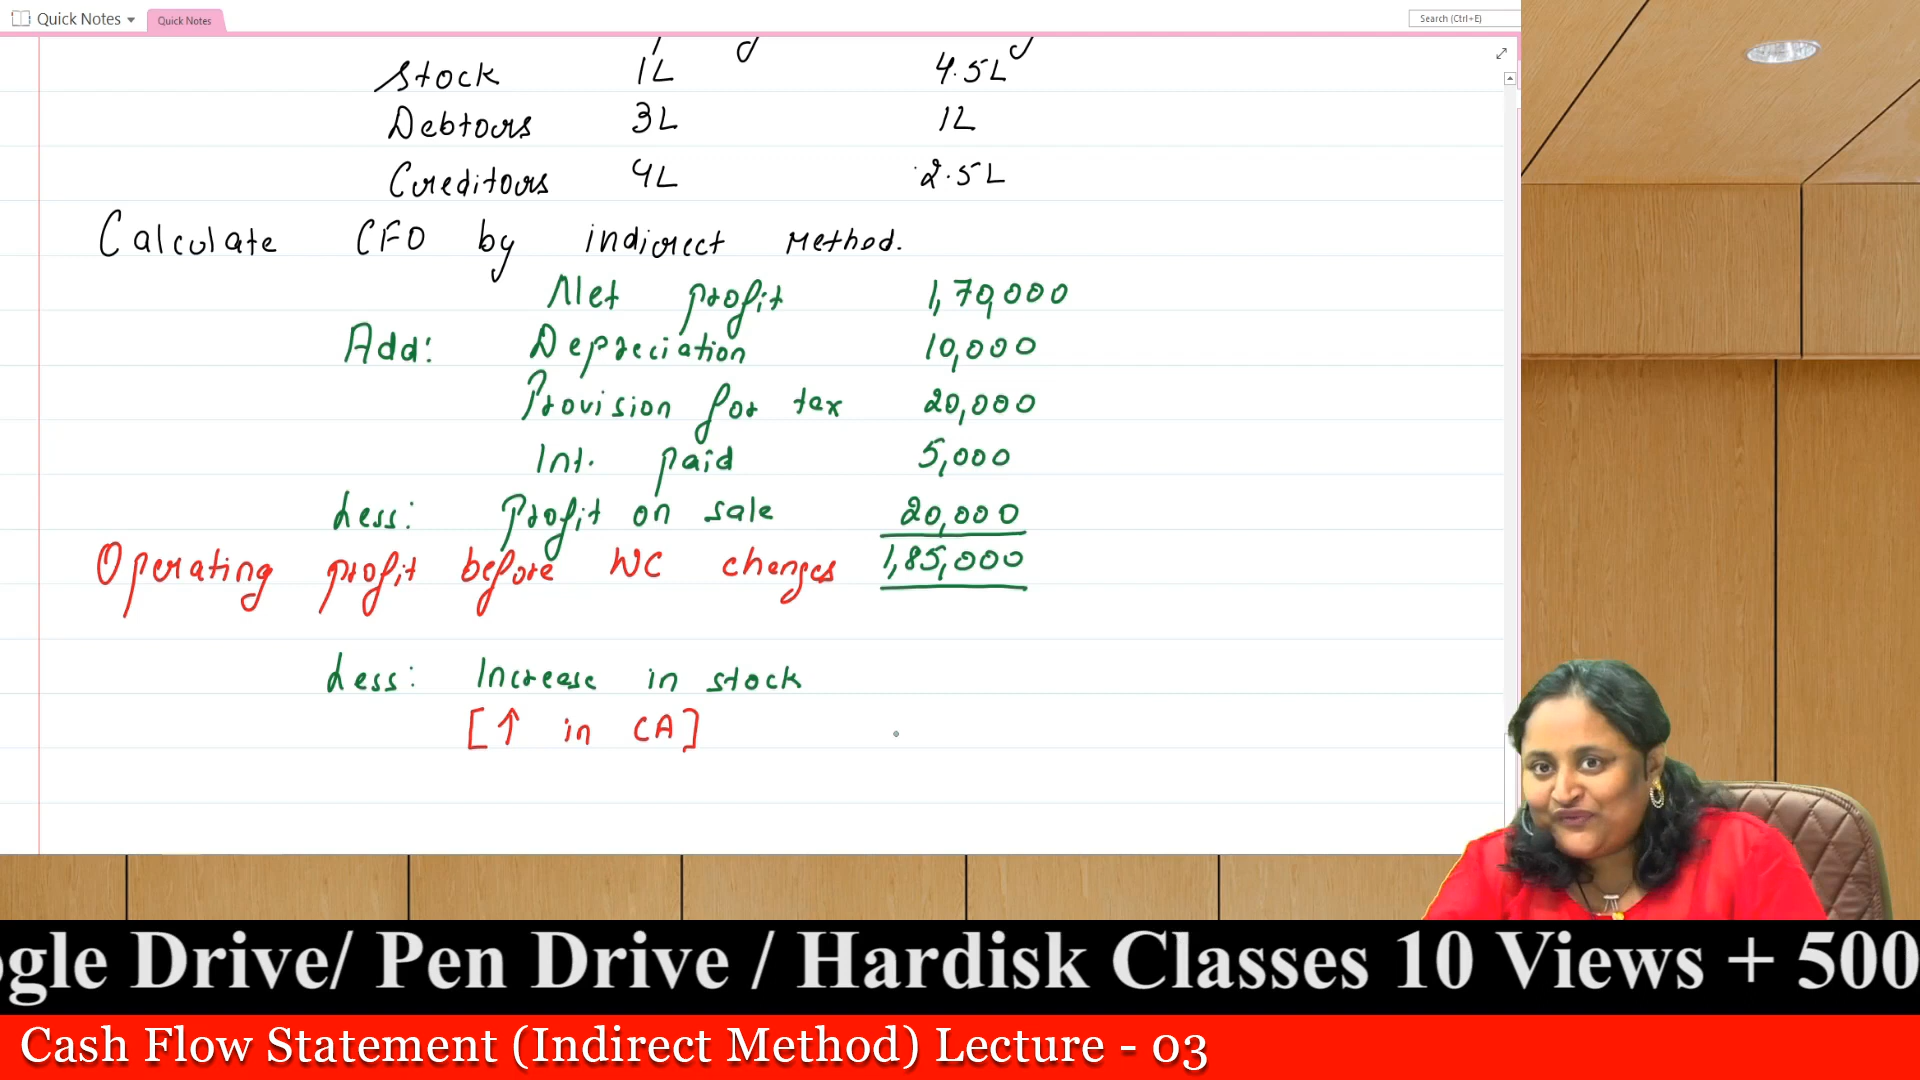 Quick Notes
Quick Notes
Search (Ctrl+E)
Stock 1L 4.5L
Debtors 3L 1L
Creditors 4L 2.5L
Calculate CFO by indirect Method.
Net profit 1,70,000
Add: Depreciation 10,000
Provision for tax 20,000
Int. paid 5,000
Less: Profit on sale 20,000
Operating profit before WC changes 1,85,000
Less: Increase in stock
[↑ in CA]
ogle Drive/ Pen Drive / Hardisk Classes 10 Views + 500
Cash Flow Statement (Indirect Method) Lecture - 03